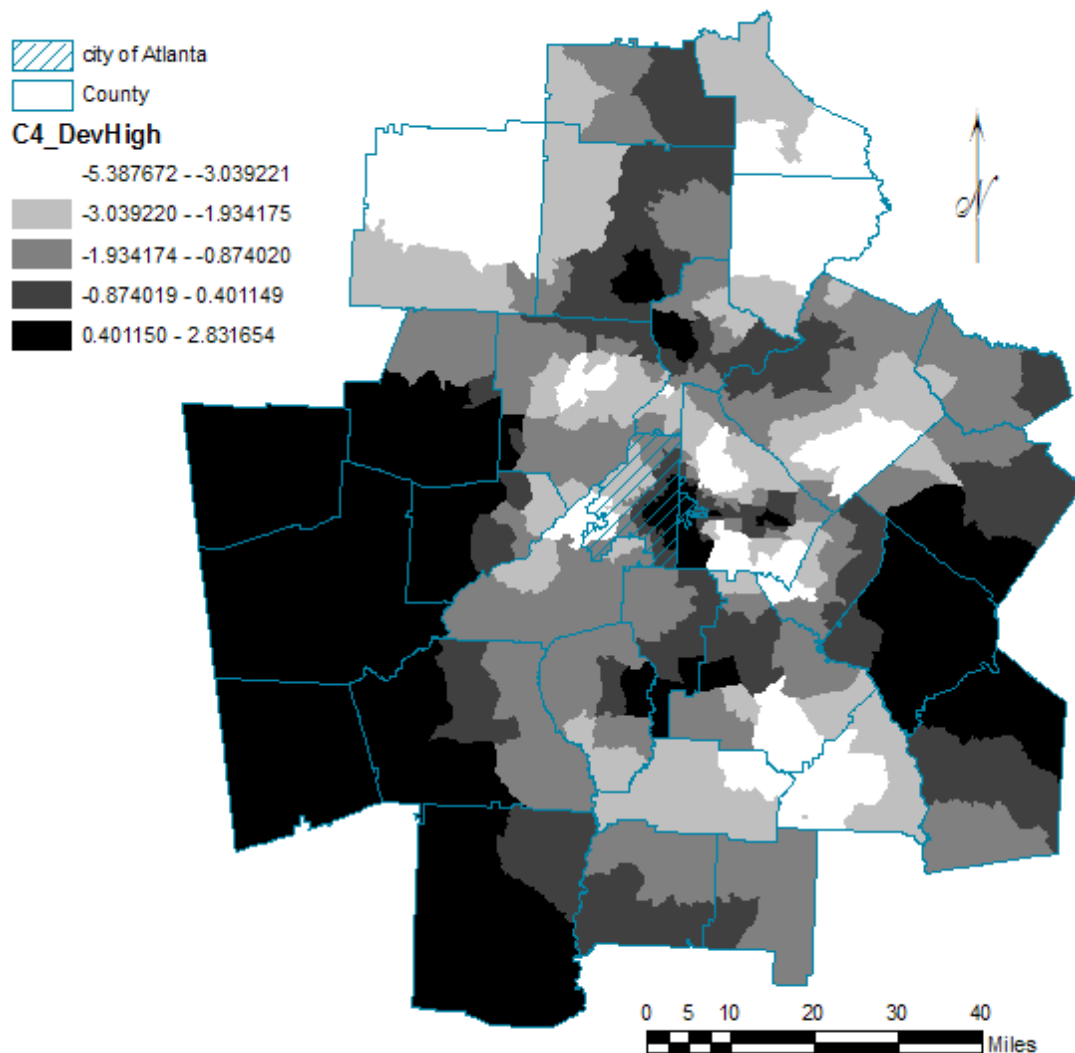 city of Atlanta
County
C4_DevHigh
-5.387672 - -3.039221
-3.039220 - -1.934175
-1.934174 - -0.874020
-0.874019 - 0.401149
0.401150 - 2.831654
N
0 5 10 20 30 40
Miles